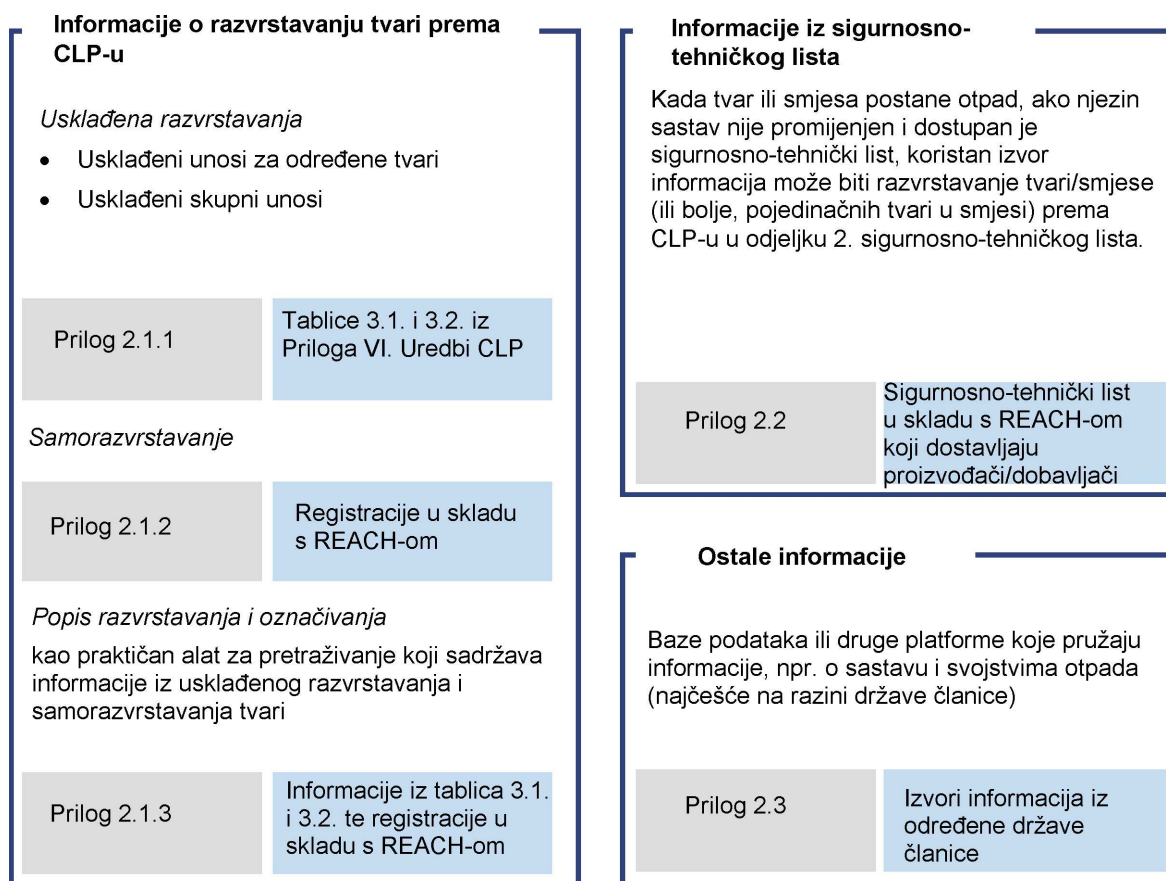 Informacije o razvrstavanju tvari prema
CLP-u
Usklađena razvrstavanja
• Usklađeni unosi za određene tvari
• Usklađeni skupni unosi
Prilog 2.1.1
Tablice 3.1. i 3.2. iz
Priloga VI. Uredbi CLP
Samorazvrstavanje
Prilog 2.1.2
Registracije u skladu
s REACH-om
Popis razvrstavanja i označivanja
kao praktičan alat za pretraživanje koji sadržava
informacije iz usklađenog razvrstavanja i
samorazvrstavanja tvari
Prilog 2.1.3
Informacije iz tablica 3.1.
i 3.2. te registracije u
skladu s REACH-om
Informacije iz sigurnosno-
tehničkog lista
Kada tvar ili smjesa postane otpad, ako njezin
sastav nije promijenjen i dostupan je
sigurnosno-tehnički list, koristan izvor
informacija može biti razvrstavanje tvari/smjese
(ili bolje, pojedinačnih tvari u smjesi) prema
CLP-u u odjeljku 2. sigurnosno-tehničkog lista.
Prilog 2.2
Sigurnosno-tehnički list
u skladu s REACH-om
koji dostavljaju
proizvođači/dobavljači
Ostale informacije
Baze podataka ili druge platforme koje pružaju
informacije, npr. o sastavu i svojstvima otpada
(najčešće na razini države članice)
Prilog 2.3
Izvori informacija iz
određene države
članice